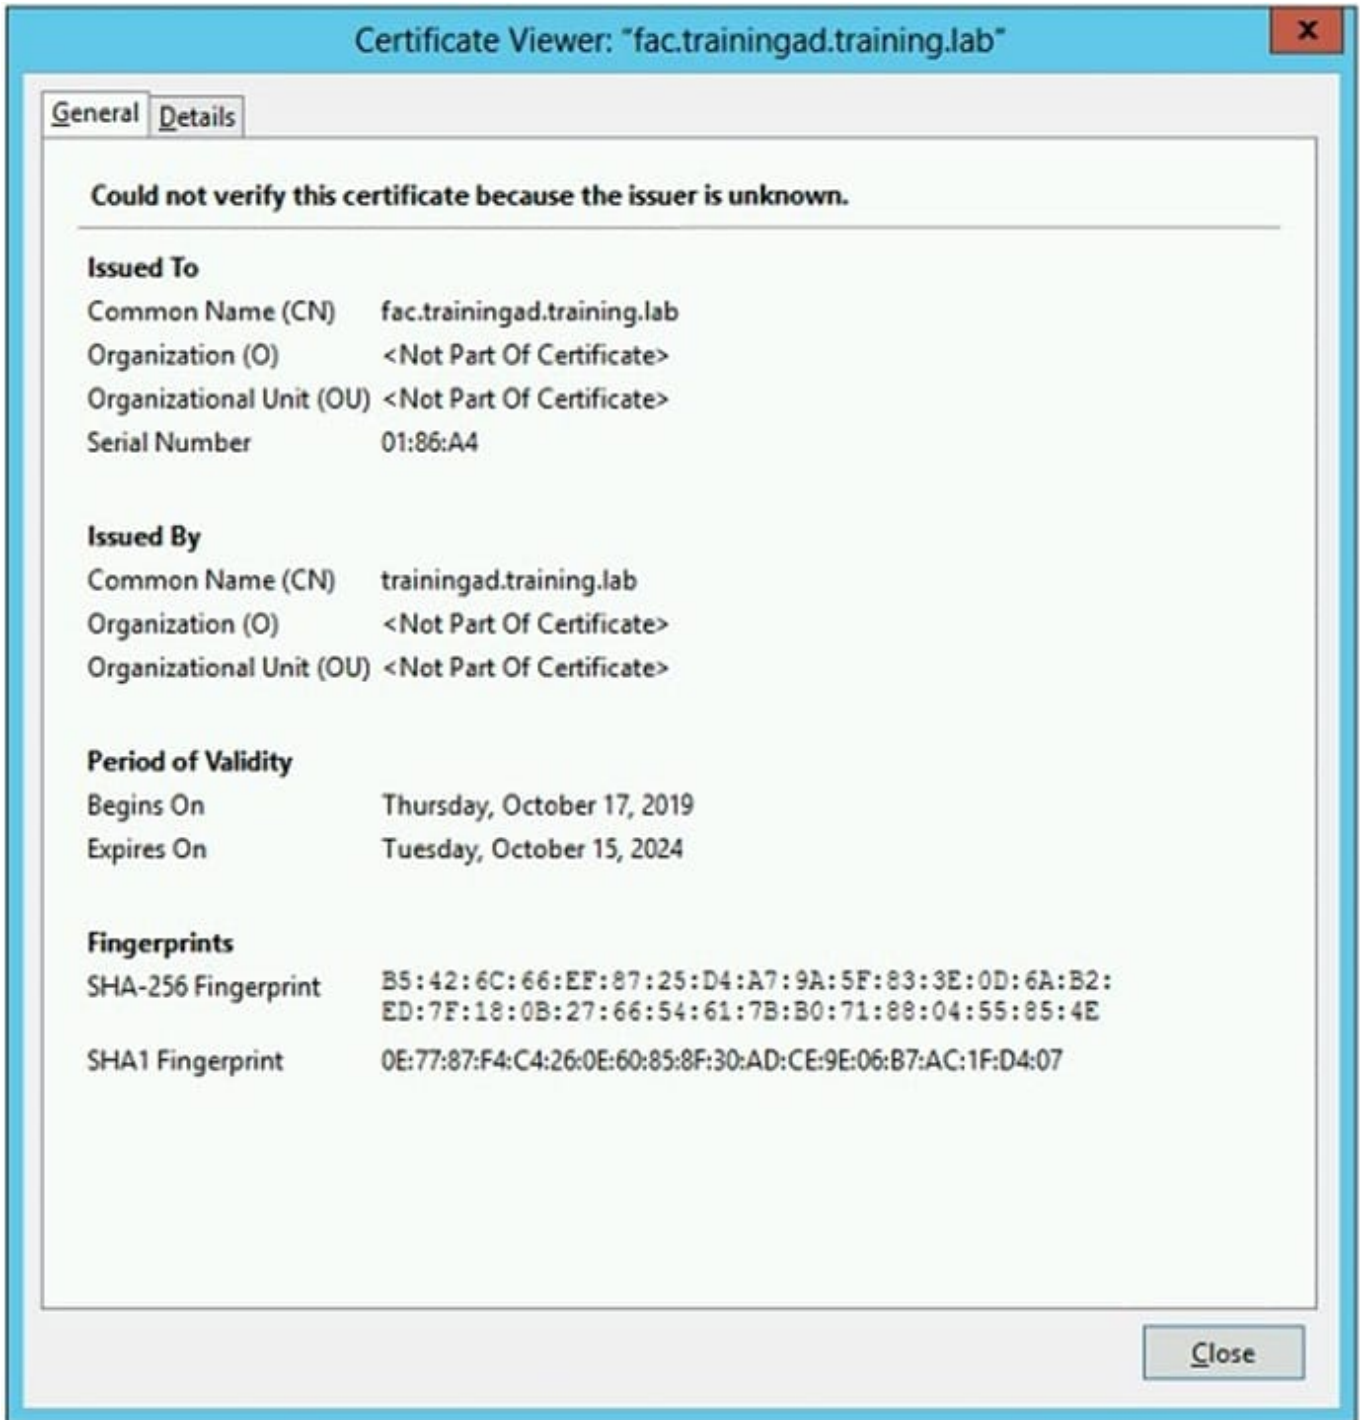 Certificate Viewer: "fac.trainingad.training.lab"
x
General Details
Could not verify this certificate because the issuer is unknown.
Issued To
Common Name (CN) fac.trainingad.training.lab
Organization (O) <Not Part Of Certificate>
Organizational Unit (OU) <Not Part Of Certificate>
Serial Number 01:86:A4
Issued By
Common Name (CN) trainingad.training.lab
Organization (O) <Not Part Of Certificate>
Organizational Unit (OU) <Not Part Of Certificate>
Period of Validity
Begins On Thursday, October 17, 2019
Expires On Tuesday, October 15, 2024
Fingerprints
SHA-256 Fingerprint B5:42:6C:66:EF:87:25:D4:A7:9A:5F:83:3E:0D:6A:B2:
ED:7F:18:0B:27:66:54:61:7B:B0:71:88:04:55:85:4E
SHA1 Fingerprint 0E:77:87:F4:C4:26:0E:60:85:8F:30:AD:CE:9E:06:B7:AC:1F:D4:07
Close